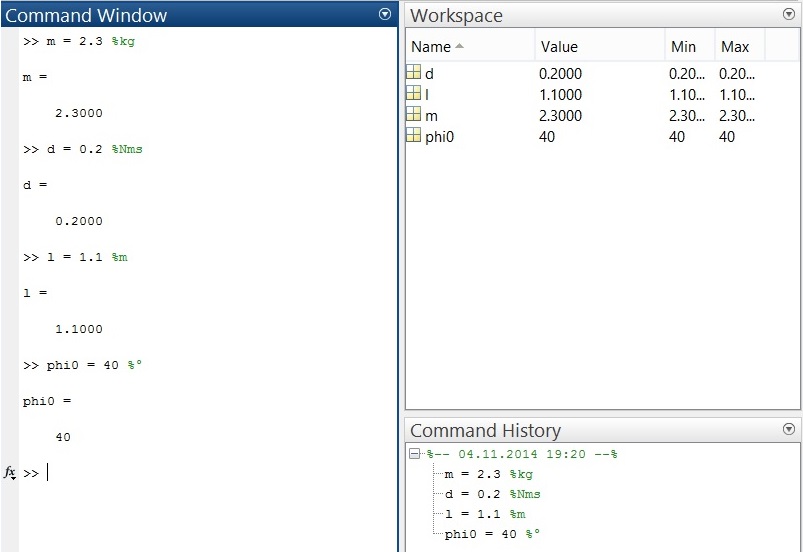 Command Window
>> m = 2.3 %kg
m =
2.3000
>> d = 0.2 %Nms
d =
0.2000
>> l = 1.1 %m
l =
1.1000
>> phi0 = 40 %°
phi0 =
40
fx >>
Workspace
Name Value Min Max
d 0.2000 0.20... 0.20...
l 1.1000 1.10... 1.10...
m 2.3000 2.30... 2.30...
phi0 40 40 40
Command History
%-- 04.11.2014 19:20 --%
m = 2.3 %kg
d = 0.2 %Nms
l = 1.1 %m
phi0 = 40 %°